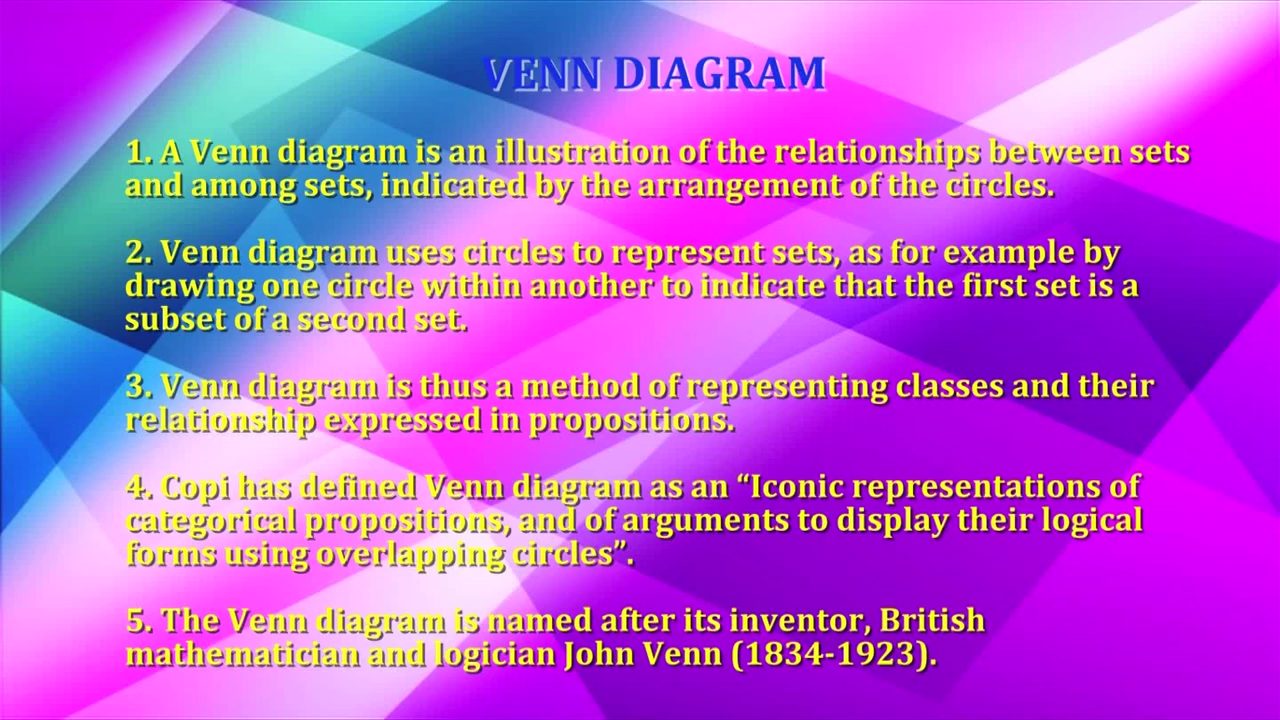 VENN DIAGRAM
1. A Venn diagram is an illustration of the relationships between sets
and among sets, indicated by the arrangement of the circles.
2. Venn diagram uses circles to represent sets, as for example by
drawing one circle within another to indicate that the first set is a
subset of a second set.
3. Venn diagram is thus a method of representing classes and their
relationship expressed in propositions.
4. Copi has defined Venn diagram as an “Iconic representations of
categorical propositions, and of arguments to display their logical
forms using overlapping circles”.
5. The Venn diagram is named after its inventor, British
mathematician and logician John Venn (1834-1923).